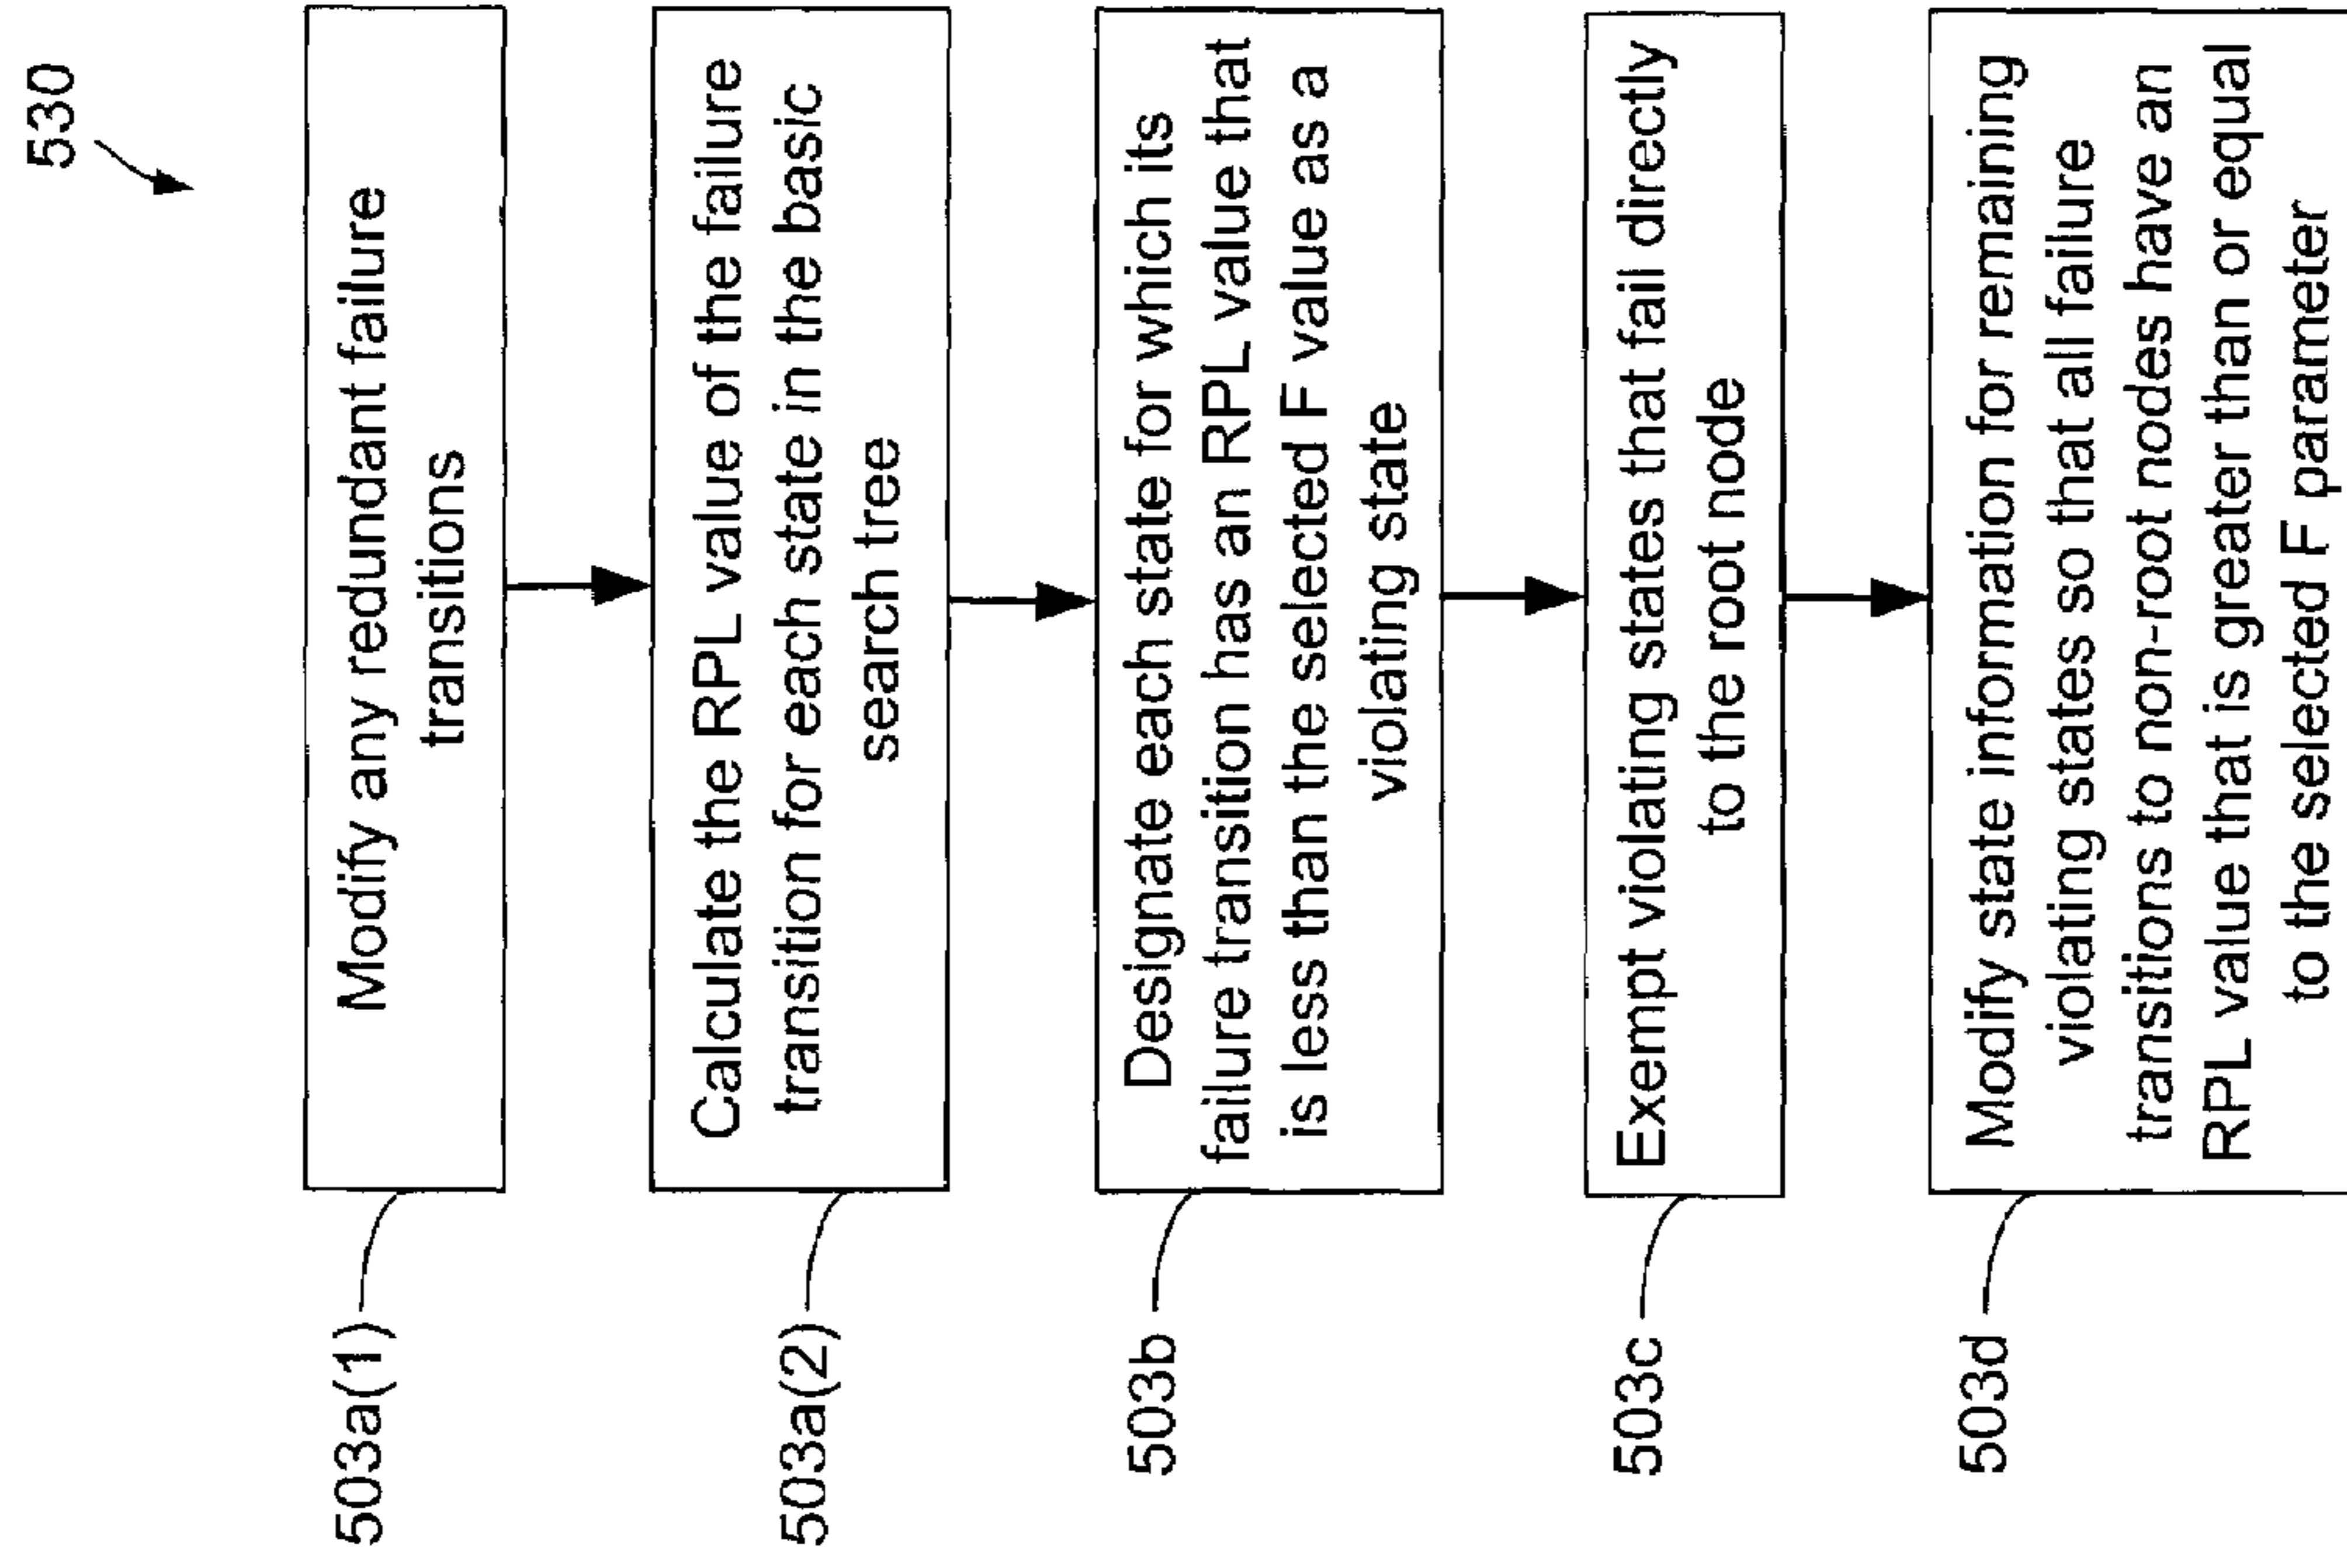 530
503a(1)
Modify any redundant failure
transitions
503a(2)
Calculate the RPL value of the failure
transition for each state in the basic
search tree
503b
Designate each state for which its
failure transition has an RPL value that
is less than the selected F value as a
violating state
503c
Exempt violating states that fail directly
to the root node
503d
Modify state information for remaining
violating states so that all failure
transitions to non-root nodes have an
RPL value that is greater than or equal
to the selected F parameter